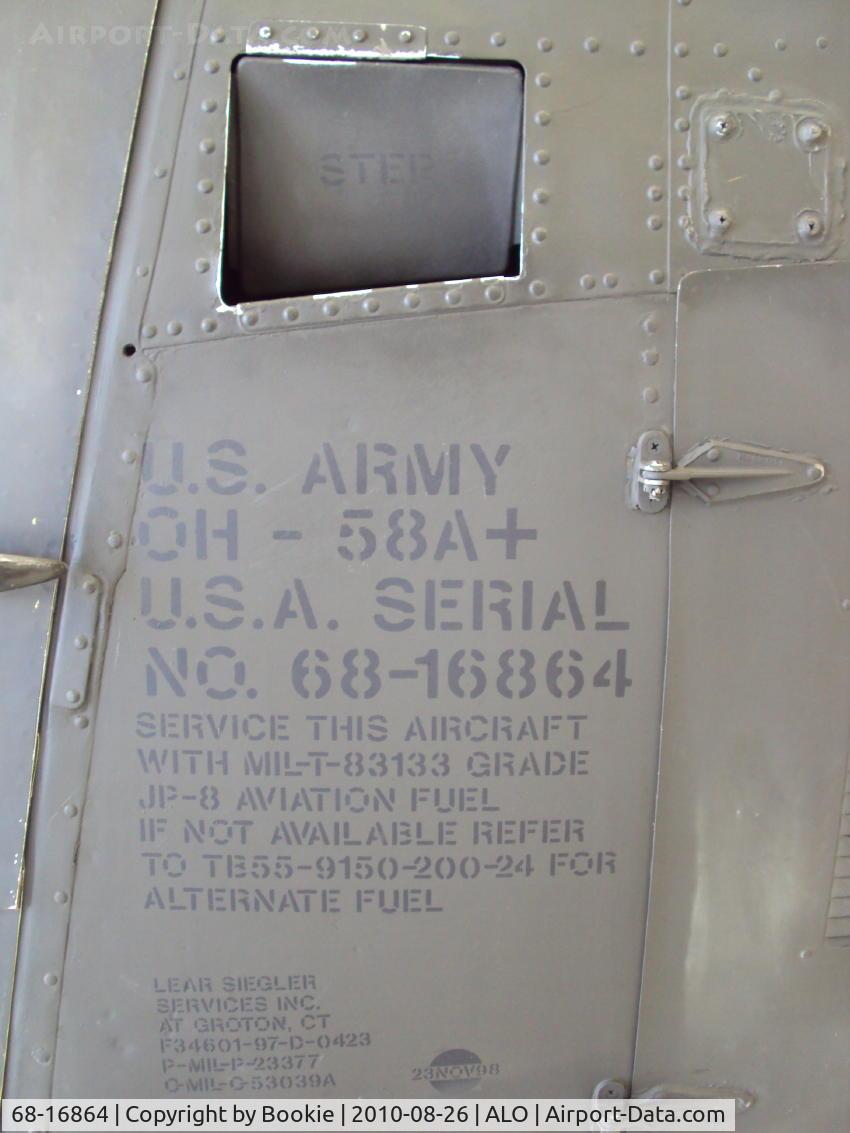 Airport-Data.com
STEP
U.S. ARMY
OH - 58A+
U.S.A. SERIAL
NO. 68-16864
SERVICE THIS AIRCRAFT
WITH MIL-T-83133 GRADE
JP-8 AVIATION FUEL
IF NOT AVAILABLE REFER
TO TB55-9150-200-24 FOR
ALTERNATE FUEL
LEAR SIEGLER
SERVICES INC.
AT GROTON, CT
F34601-97-D-0423
P-MIL-P-23377
O-MIL-C-53039A
23NOV98
68-16864 | Copyright by Bookie | 2010-08-26 | ALO | Airport-Data.com